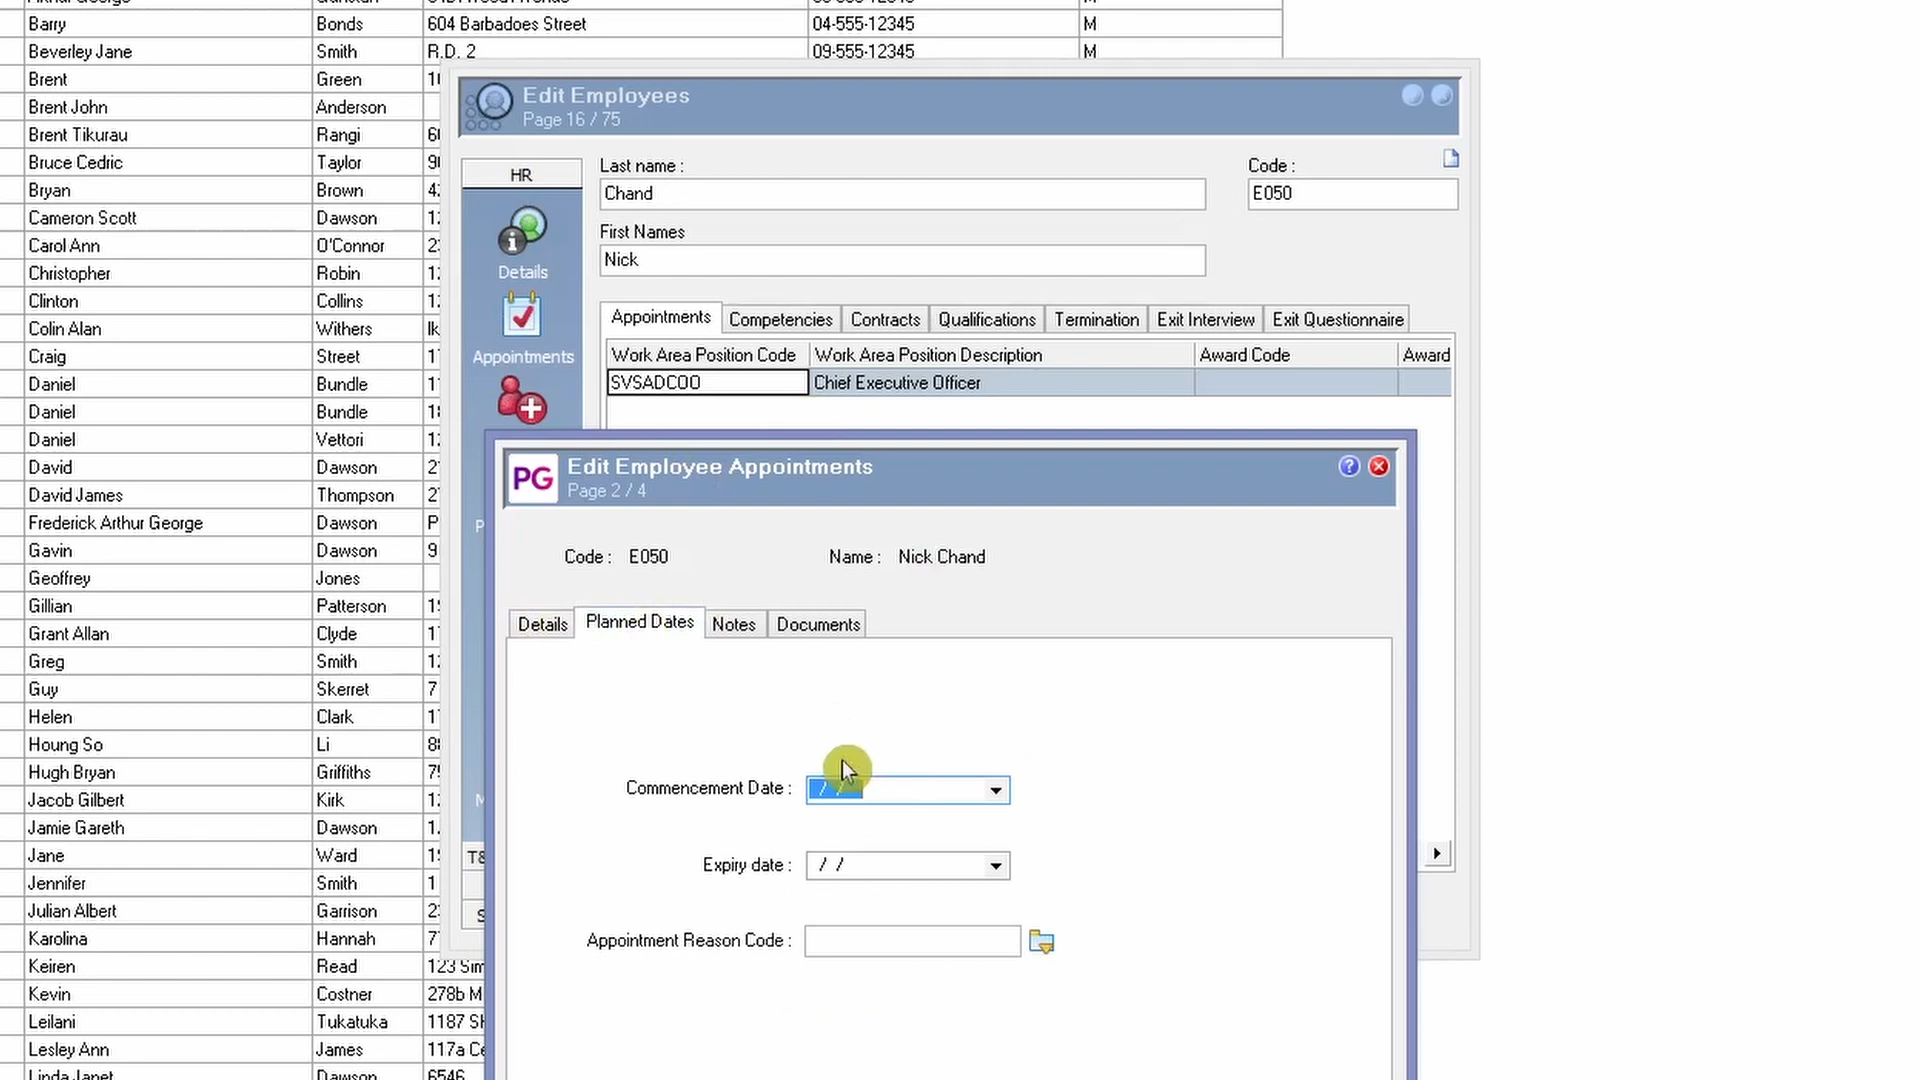 Barry Bonds 604 Barbadoes Street 04-555-12345 M
Beverley Jane Smith R.D. 2 09-555-12345 M
Brent Green
Brent John Anderson
Brent Tikurau Rangi
Bruce Cedric Taylor
Bryan Brown
Cameron Scott Dawson
Carol Ann O'Connor
Christopher Robin
Clinton Collins
Colin Alan Withers
Craig Street
Daniel Bundle
Daniel Bundle
Daniel Vettori
David Dawson
David James Thompson
Frederick Arthur George Dawson
Gavin Dawson
Geoffrey Jones
Gillian Patterson
Grant Allan Clyde
Greg Smith
Guy Skerret
Helen Clark
Houng So Li
Hugh Bryan Griffiths
Jacob Gilbert Kirk
Jamie Gareth Dawson
Jane Ward
Jennifer Smith
Julian Albert Garrison
Karolina Hannah
Keiren Read 123 Sim
Kevin Costner 278b M
Leilani Tukatuka 1187
Lesley Ann James 117a
Linda Janet Dawson 6546
Edit Employees
Page 16 / 75
HR
Details
Appointments
Last name :
Chand
Code :
E050
First Names
Nick
Appointments Competencies Contracts Qualifications Termination Exit Interview Exit Questionnaire
Work Area Position Code Work Area Position Description Award Code Award
SVSADCOO Chief Executive Officer
PG
Edit Employee Appointments
Page 2 / 4
Code : E050 Name : Nick Chand
Details Planned Dates Notes Documents
Commencement Date : / /
Expiry date : / /
Appointment Reason Code :